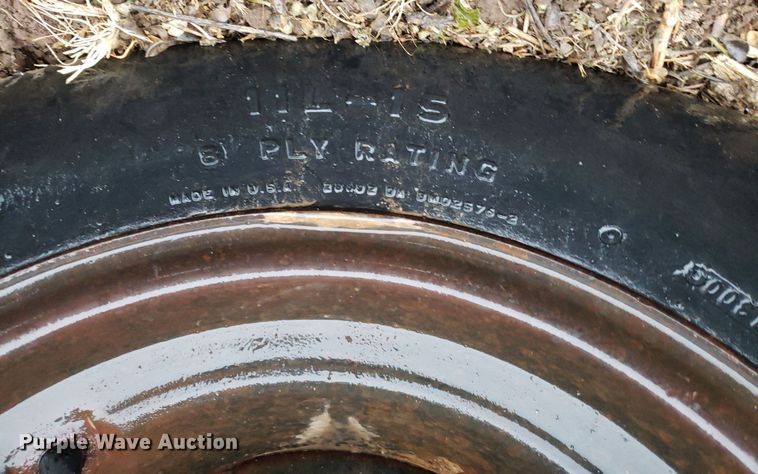 11L-15
8 PLY RATING
MADE IN U.S.A.
Purple Wave Auction